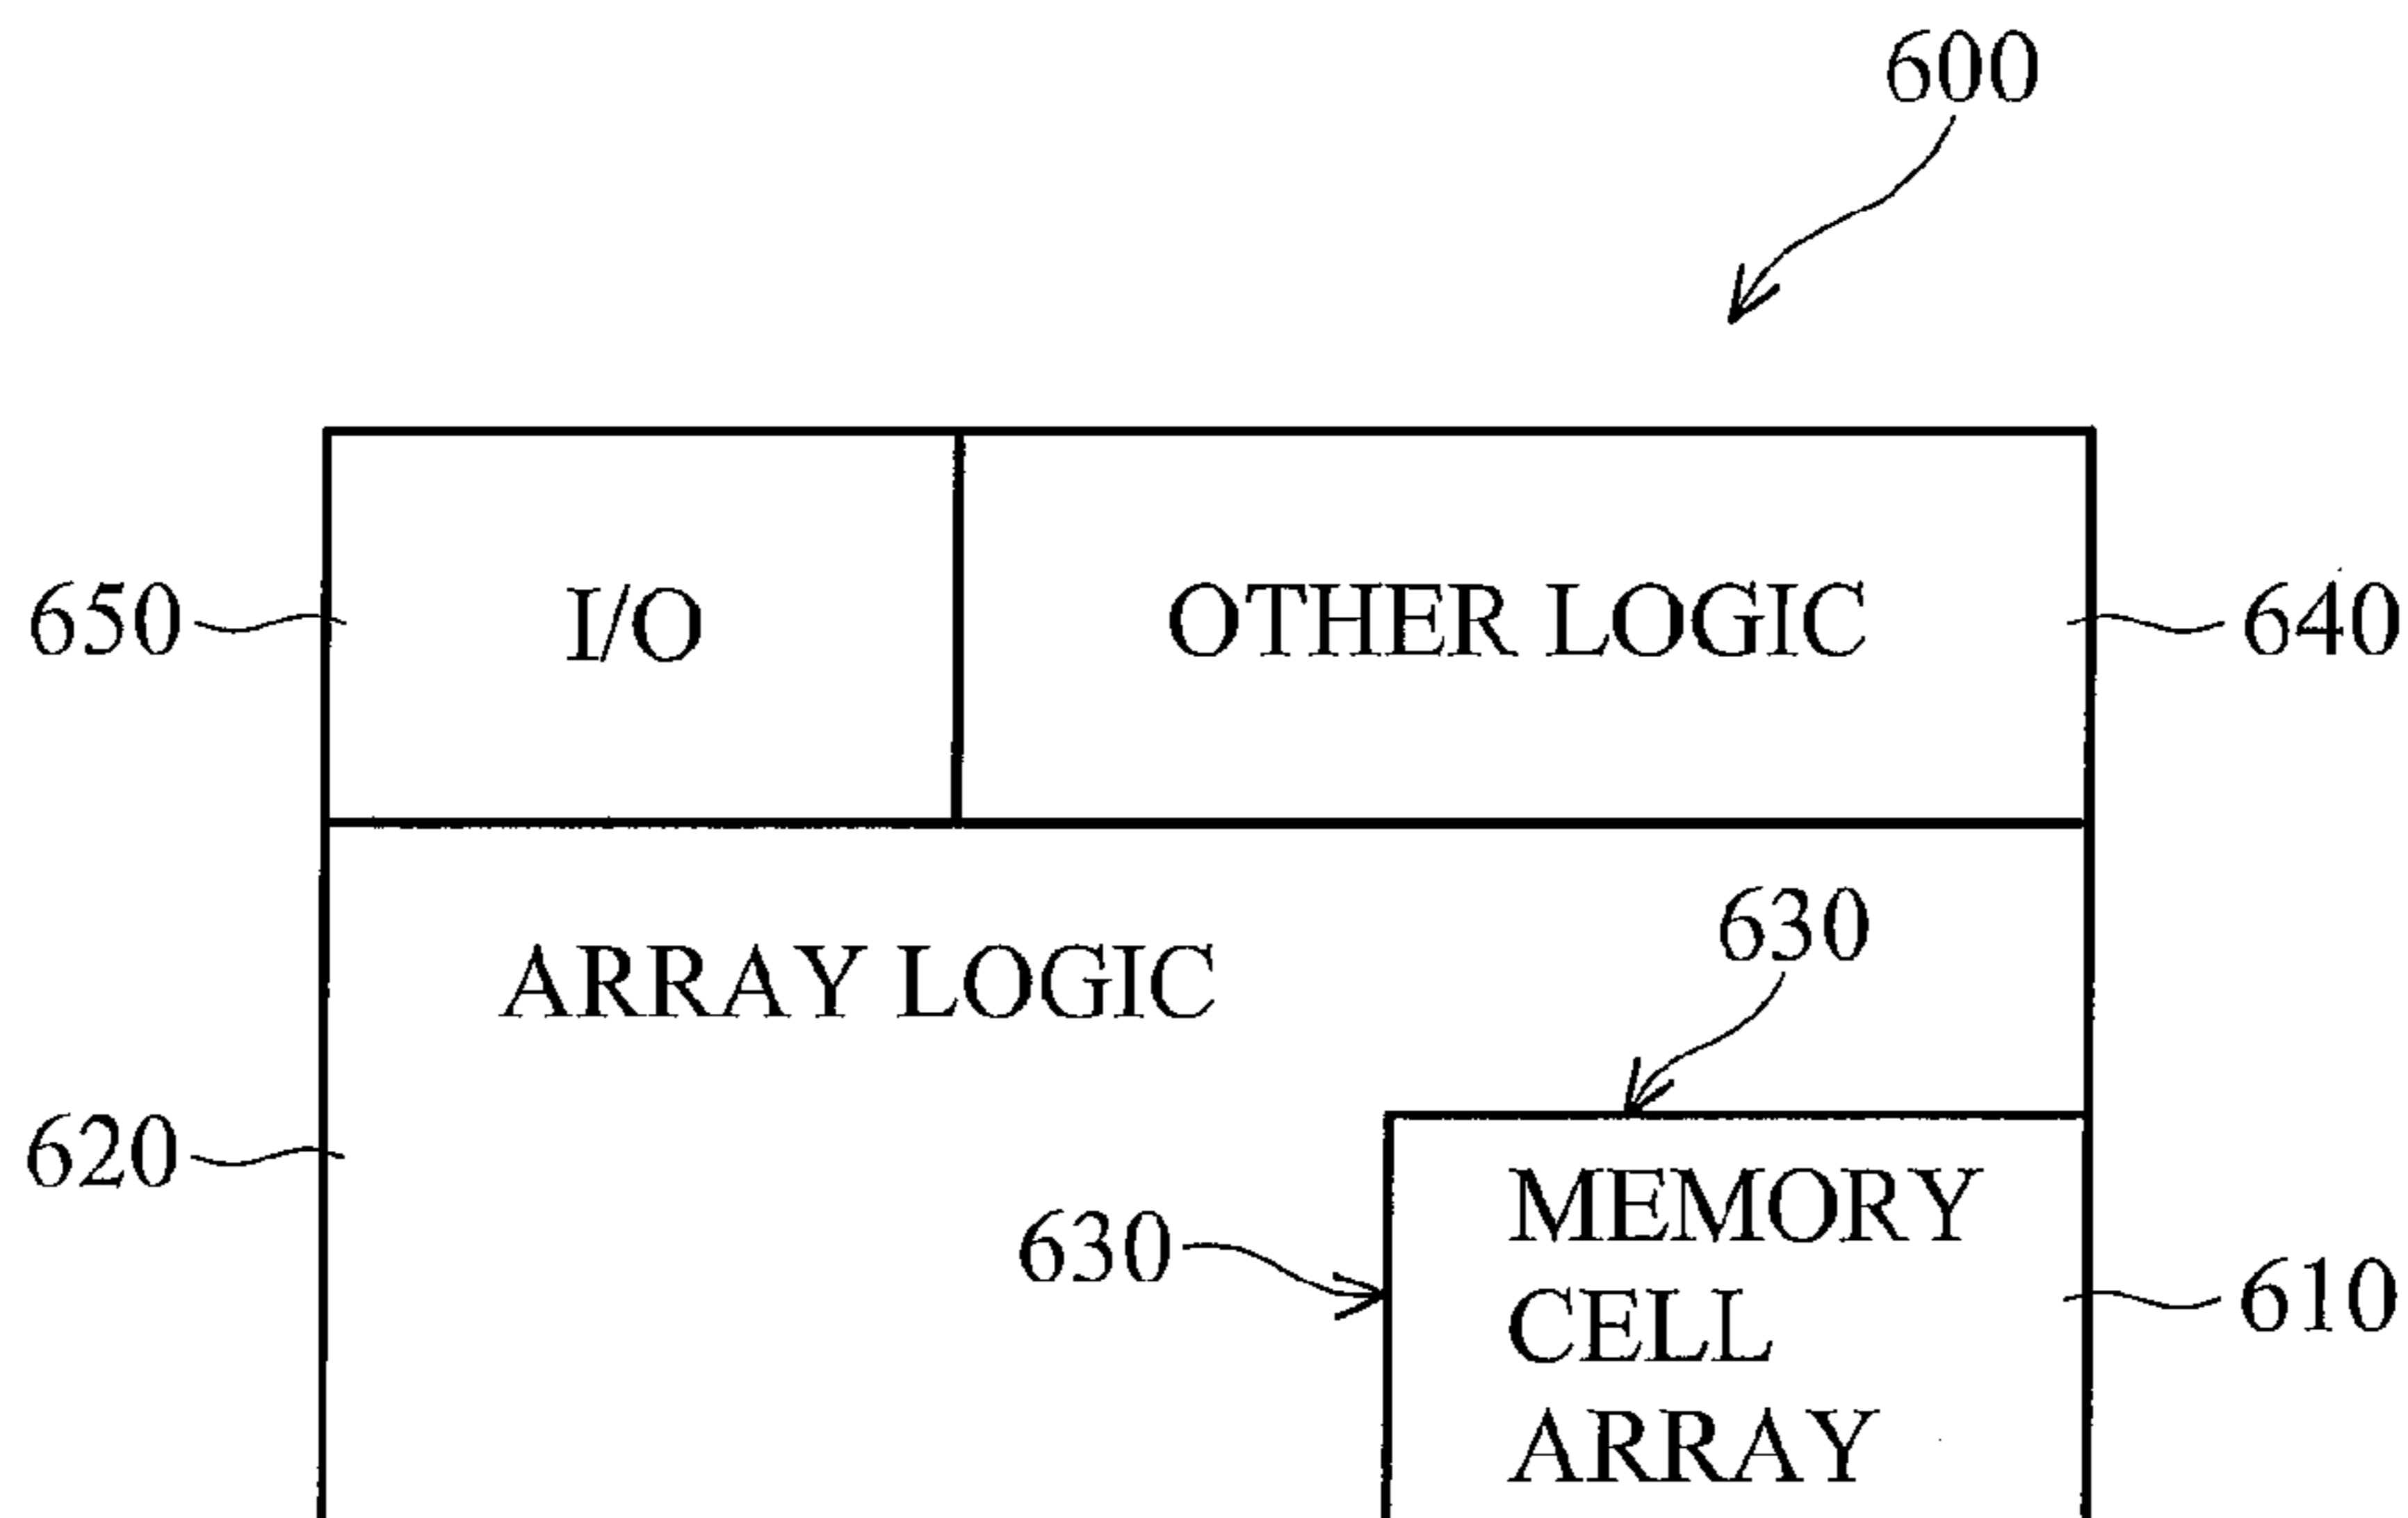 600
650
I/O
OTHER LOGIC
640
630
ARRAY LOGIC
620
MEMORY
630
CELL
610
ARRAY